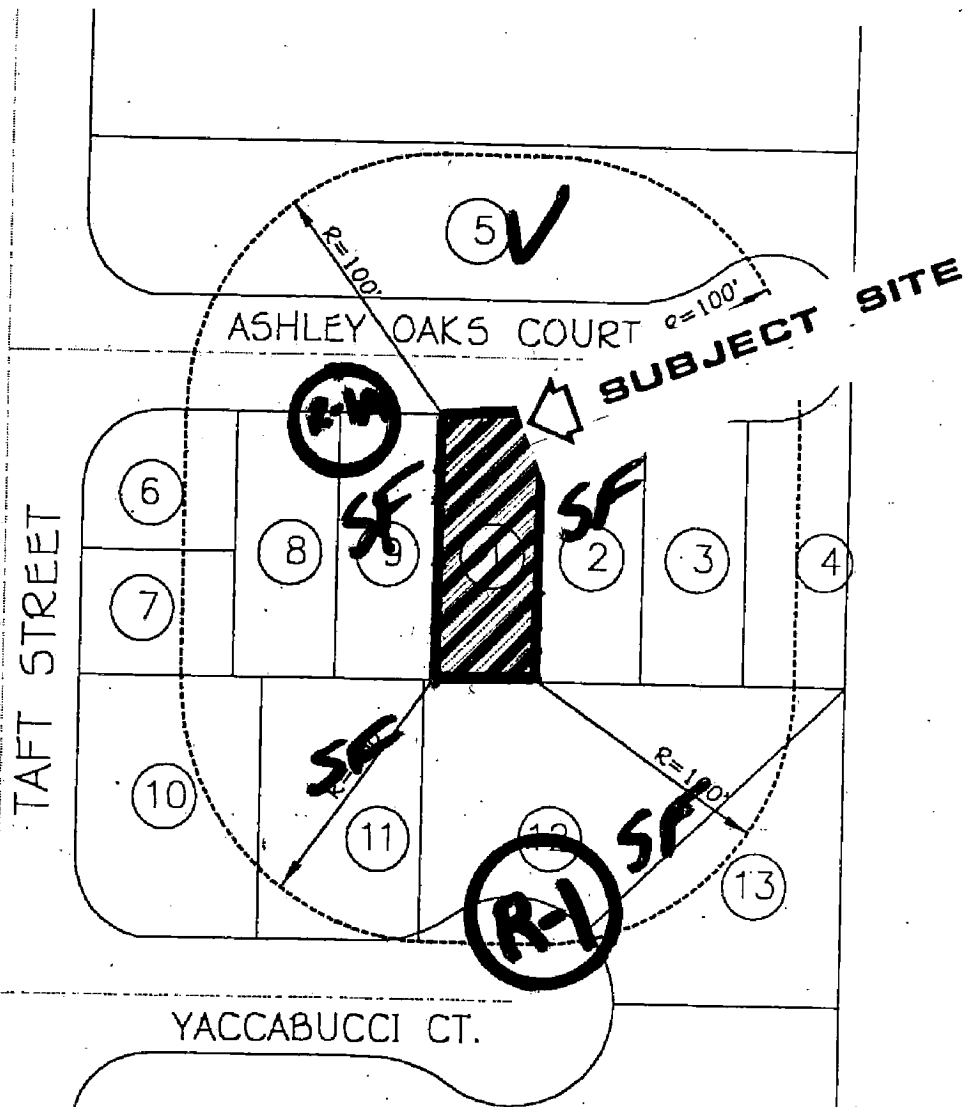 5 V
R=100'
ASHLEY OAKS COURT
R=100'
SUBJECT SITE
SF
SF
6
8
9
1
2
3
4
7
TAFT STREET
SF
R=100'
SF
10
11
12
13
R-1
YACCABUCCI CT.